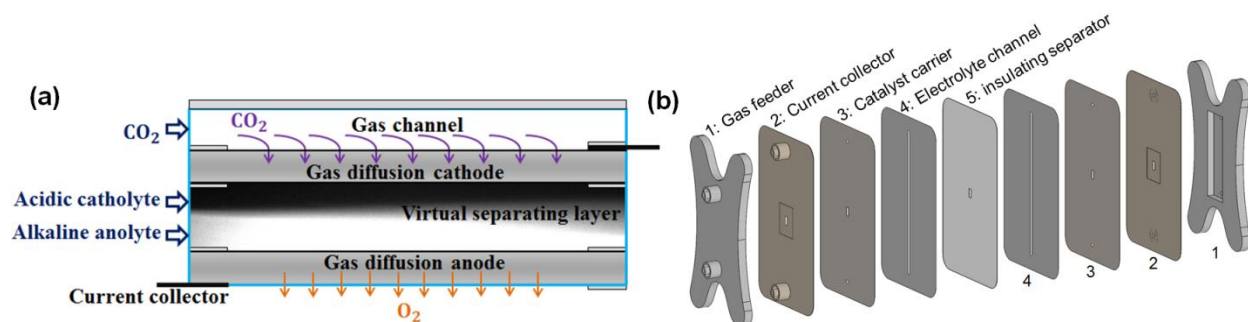 (a)
CO₂
CO₂
Gas channel
Gas diffusion cathode
Acidic catholyte
Virtual separating layer
Alkaline anolyte
Gas diffusion anode
Current collector
O₂
(b)
1: Gas feeder
2: Current collector
3: Catalyst carrier
4: Electrolyte channel
5: insulating separator
4
3
2
1